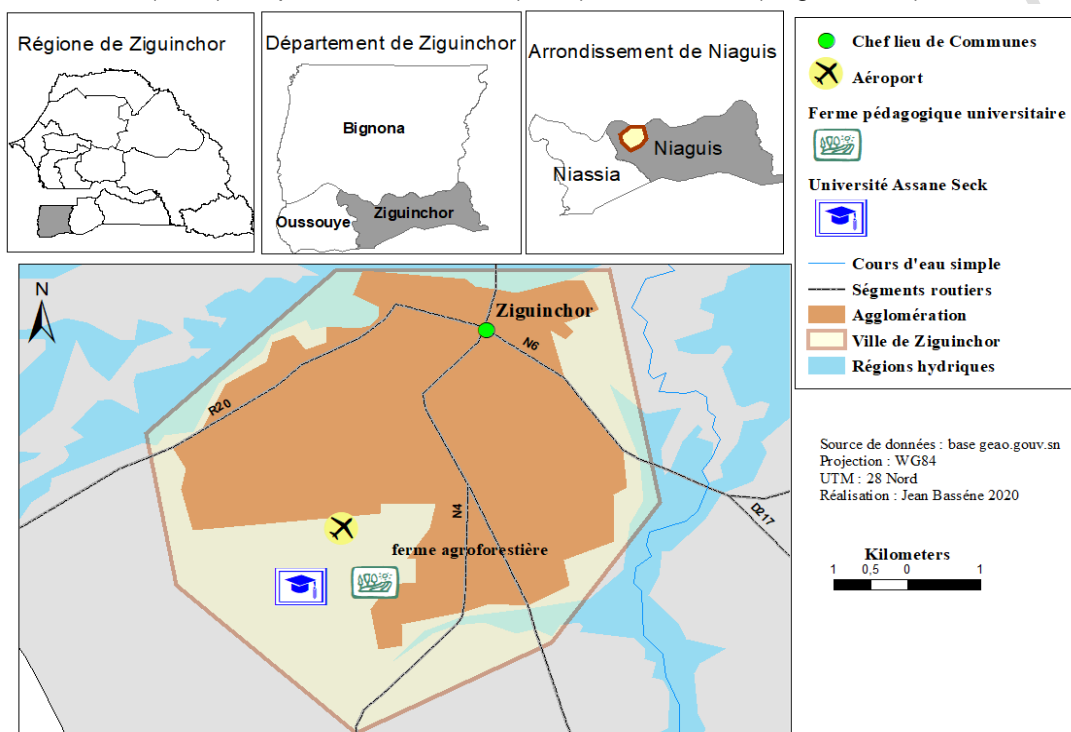 Régione de Ziguinchor
Département de Ziguinchor
Bignona
Oussouye
Ziguinchor
Arrondissement de Niaguis
Niaguis
Niassia
Chef lieu de Communes
Aéroport
Ferme pédagogique universitaire
Université Assane Seck
Cours d'eau simple
Ségments routiers
Agglomération
Ville de Ziguinchor
Régions hydriques
N
Ziguinchor
N6
R20
N4
D217
ferme agroforestière
Source de données : base geao.gouv.sn
Projection : WG84
UTM : 28 Nord
Réalisation : Jean Basséne 2020
Kilometers
1 0,5 0 1